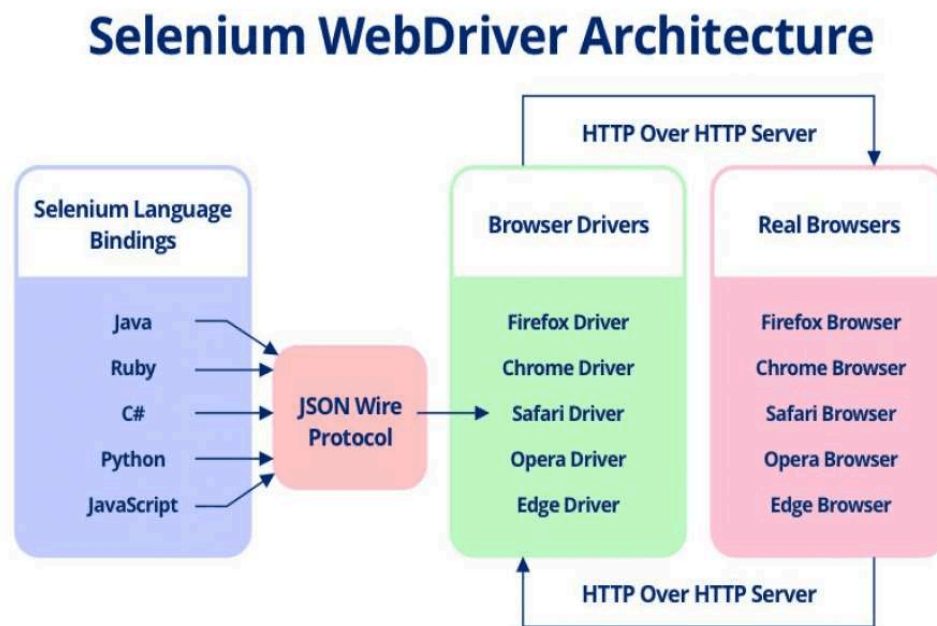 Selenium WebDriver Architecture
HTTP Over HTTP Server
Selenium Language
Bindings
Java
Ruby
C#
Python
JavaScript
JSON Wire
Protocol
Browser Drivers
Firefox Driver
Chrome Driver
Safari Driver
Opera Driver
Edge Driver
Real Browsers
Firefox Browser
Chrome Browser
Safari Browser
Opera Browser
Edge Browser
HTTP Over HTTP Server